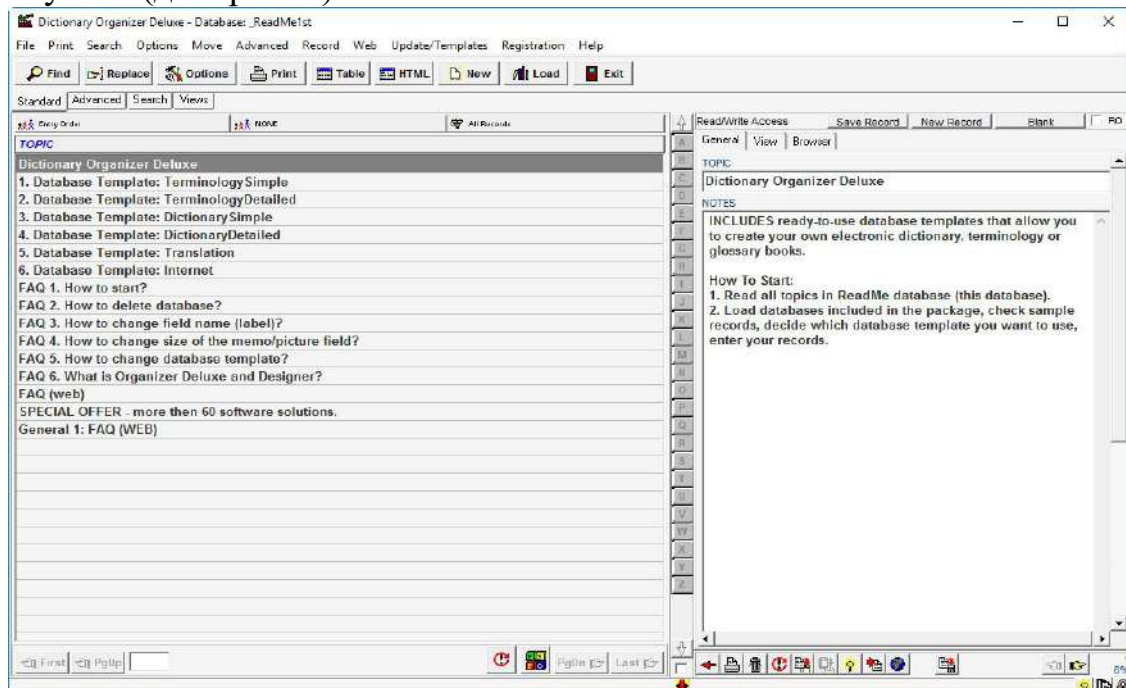 Dictionary Organizer Deluxe - Database: _ReadMe1st
File Print Search Options Move Advanced Record Web Update/Templates Registration Help
Find Replace Options Print Table HTML New Load Exit
Standard Advanced Search Views
Entry Order NONE All Records
TOPIC
Dictionary Organizer Deluxe
1. Database Template: TerminologySimple
2. Database Template: TerminologyDetailed
3. Database Template: DictionarySimple
4. Database Template: DictionaryDetailed
5. Database Template: Translation
6. Database Template: Internet
FAQ 1. How to start?
FAQ 2. How to delete database?
FAQ 3. How to change field name (label)?
FAQ 4. How to change size of the memo/picture field?
FAQ 5. How to change database template?
FAQ 6. What is Organizer Deluxe and Designer?
FAQ (web)
SPECIAL OFFER - more then 60 software solutions.
General 1: FAQ (WEB)
First PgUp PgDn Last
A
B
C
D
E
F
G
H
I
J
K
L
M
N
O
P
Q
R
S
T
U
V
W
X
Y
Z
Read/Write Access Save Record New Record Blank RO
General View Browser
TOPIC
Dictionary Organizer Deluxe
NOTES
INCLUDES ready-to-use database templates that allow you
to create your own electronic dictionary, terminology or
glossary books.
How To Start:
1. Read all topics in ReadMe database (this database).
2. Load databases included in the package, check sample
records, decide which database template you want to use,
enter your records.